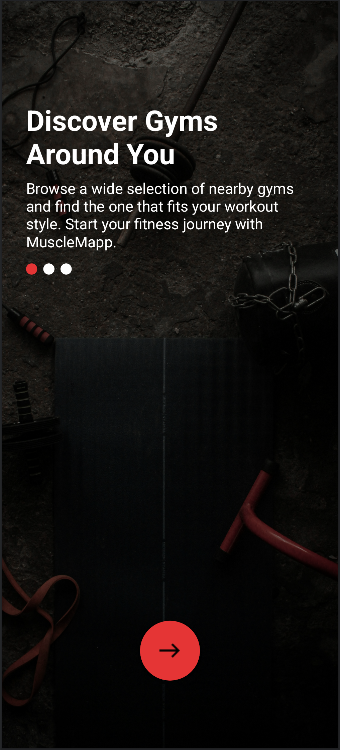 Discover Gyms
Around You
Browse a wide selection of nearby gyms
and find the one that fits your workout
style. Start your fitness journey with
MuscleMapp.